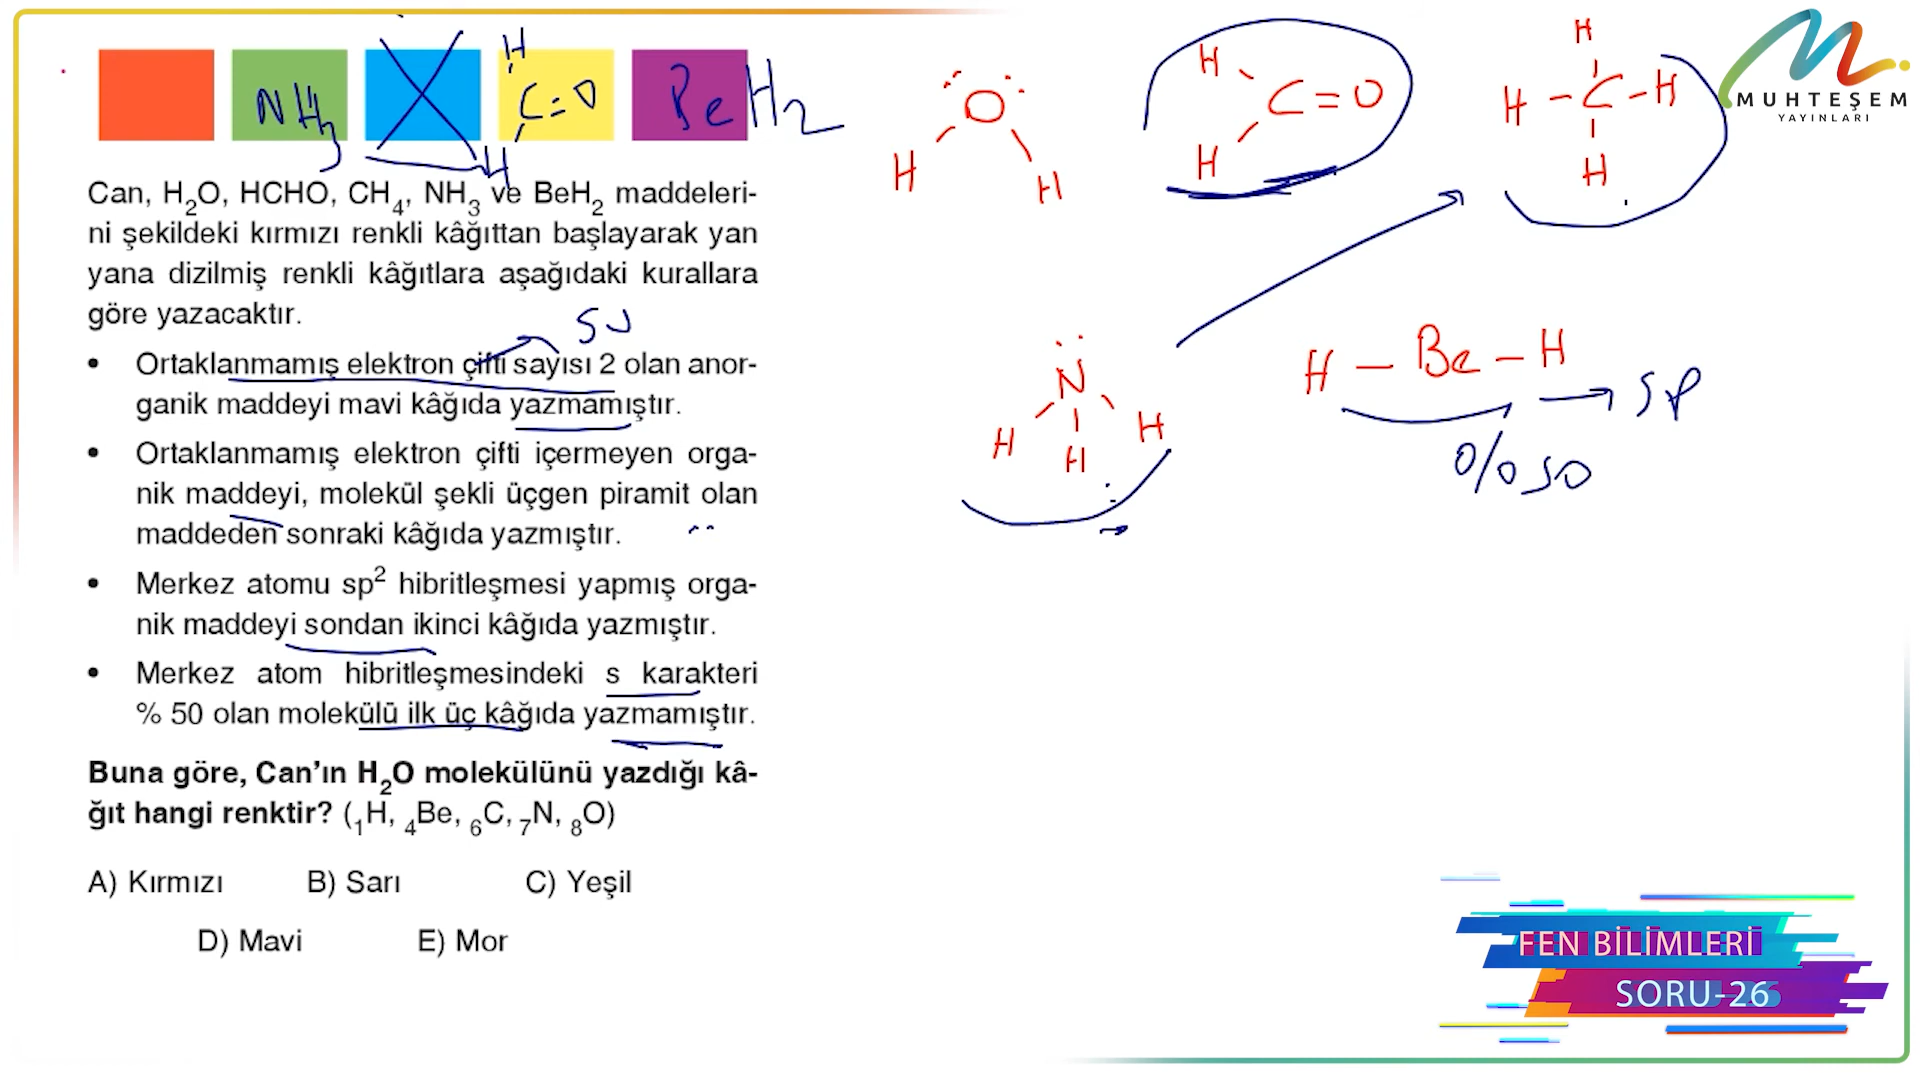 NH3
H
C=O
H
BeH2
Can, H2O, HCHO, CH4, NH3 ve BeH2 maddeleri-
ni şekildeki kırmızı renkli kâğıttan başlayarak yan
yana dizilmiş renkli kâğıtlara aşağıdaki kurallara
göre yazacaktır.
SU
• Ortaklanmamış elektron çifti sayısı 2 olan anor-
ganik maddeyi mavi kâğıda yazmamıştır.
• Ortaklanmamış elektron çifti içermeyen orga-
nik maddeyi, molekül şekli üçgen piramit olan
maddeden sonraki kâğıda yazmıştır.
• Merkez atomu sp2 hibritleşmesi yapmış orga-
nik maddeyi sondan ikinci kâğıda yazmıştır.
• Merkez atom hibritleşmesindeki s karakteri
% 50 olan molekülü ilk üç kâğıda yazmamıştır.
Buna göre, Can’ın H2O molekülünü yazdığı kâ-
ğıt hangi renktir? (1H, 4Be, 6C, 7N, 8O)
A) Kırmızı B) Sarı C) Yeşil
D) Mavi E) Mor
O
H H
H
C=O
H
H
H-C-H
H
N
H H H
H-Be-H
SP
%50
MUHTEŞEM
YAYINLARI
FEN BİLİMLERİ
SORU-26